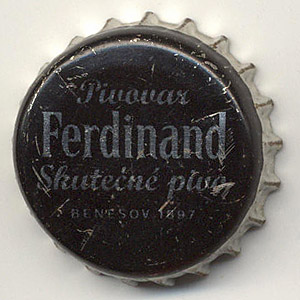 Pivovar
Ferdinand
Skutečné pivo
BENEŠOV 1897